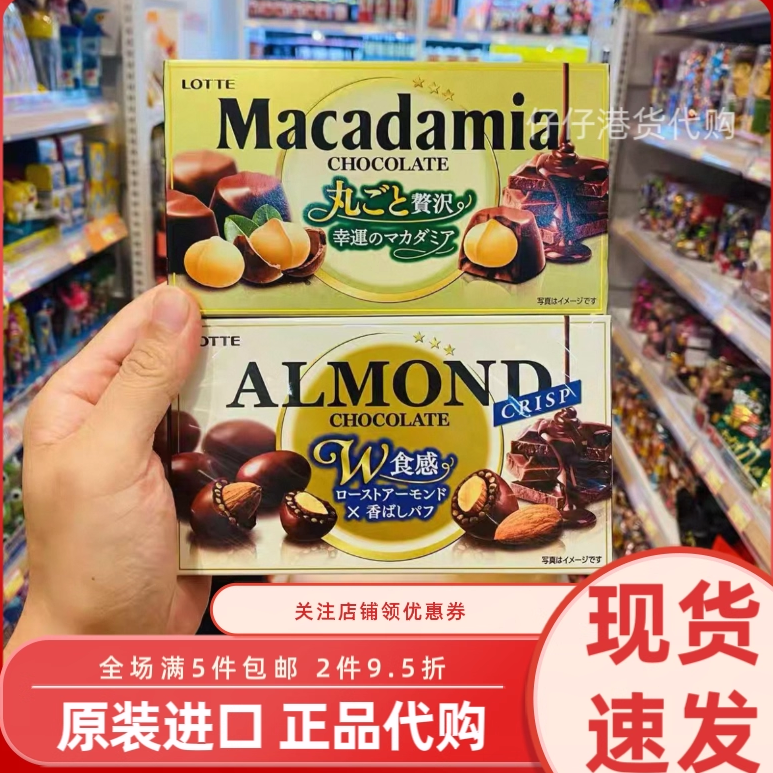 LOTTE
Macadamia
仔仔港货代购
CHOCOLATE
丸ごと贅沢
幸運のマカダミア
写真はイメージです
OTTE
ALMOND
CRISP
CHOCOLATE
W食感
ローストアーモンド
×香ばしパフ
写真はイメージです
关注店铺领优惠券
全场满5件包邮 2件9.5折
原装进口 正品代购
现货
速发